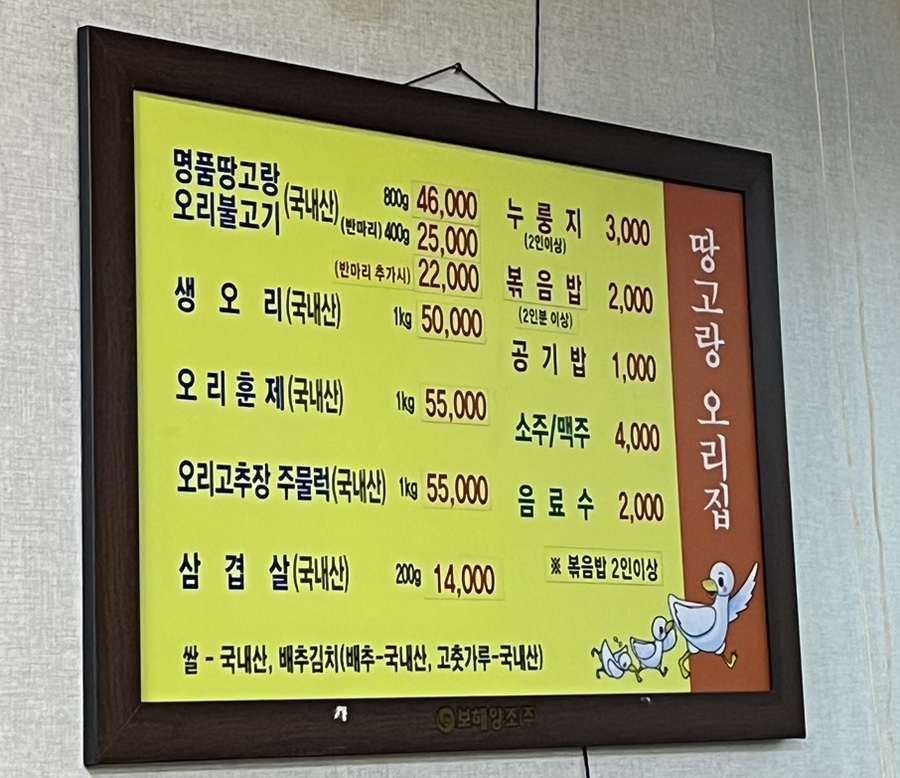 명품땅고랑
오리불고기 (국내산) 800g 46,000
(반마리) 400g 25,000
(반마리 추가시) 22,000
생 오 리 (국내산) 1kg 50,000
오 리 훈 제 (국내산) 1kg 55,000
오리고추장 주물럭 (국내산) 1kg 55,000
삼 겹 살 (국내산) 200g 14,000
누 룽 지 3,000
(2인이상)
볶 음 밥 2,000
(2인분 이상)
공 기 밥 1,000
소주/맥주 4,000
음 료 수 2,000
※ 볶음밥 2인이상
쌀 - 국내산, 배추김치(배추-국내산, 고춧가루-국내산)
땅고랑 오리집
보해양조㈜